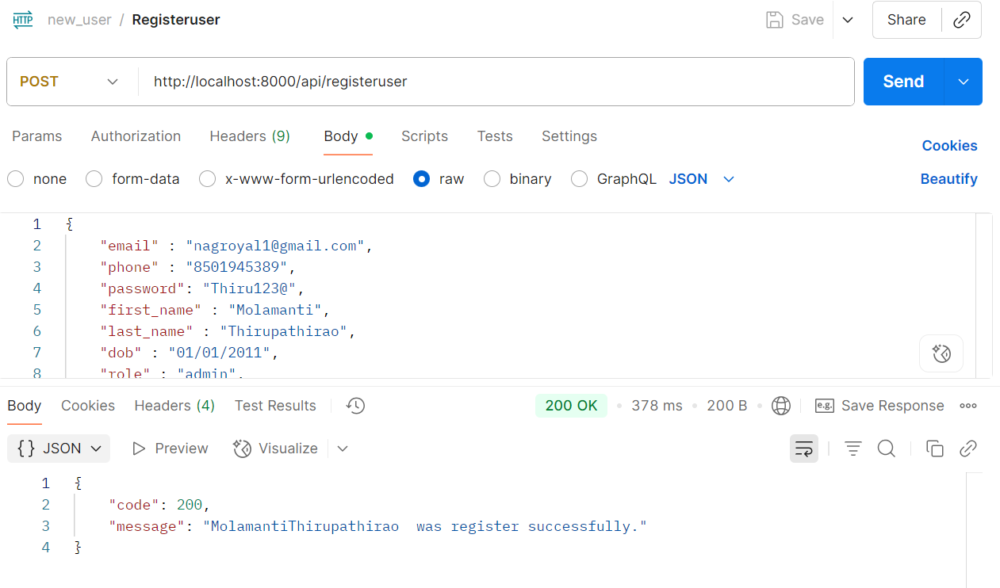 HTTP new_user / Registeruser Save Share
POST http://localhost:8000/api/registeruser Send
Params Authorization Headers (9) Body Scripts Tests Settings Cookies
none form-data x-www-form-urlencoded raw binary GraphQL JSON Beautify
1 {
2 "email" : "nagroyal1@gmail.com",
3 "phone" : "8501945389",
4 "password": "Thiru123@",
5 "first_name" : "Molamanti",
6 "last_name" : "Thirupathirao",
7 "dob" : "01/01/2011",
8 "role" : "admin",
Body Cookies Headers (4) Test Results 200 OK 378 ms 200 B e.g. Save Response
{} JSON Preview Visualize
1 {
2 "code": 200,
3 "message": "MolamantiThirupathirao  was register successfully."
4 }